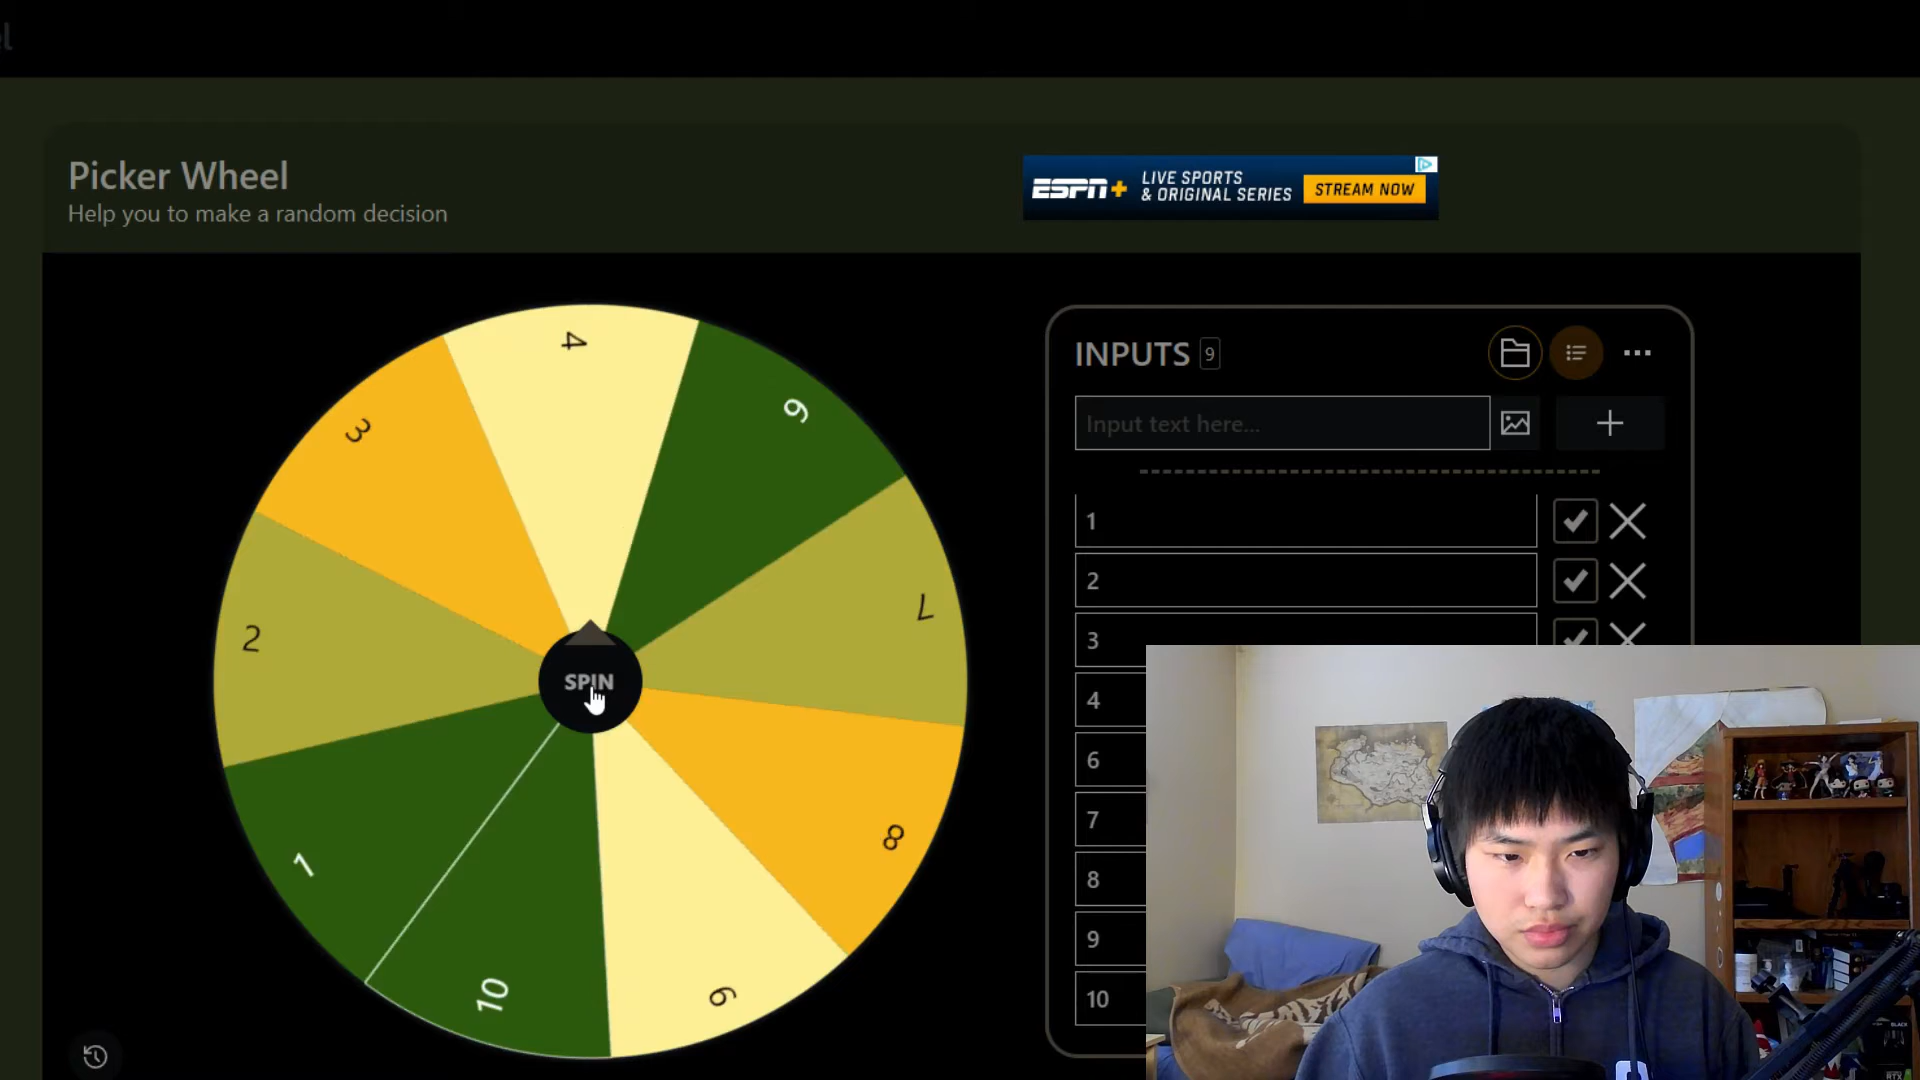 el
Picker Wheel
Help you to make a random decision
ESPN+
LIVE SPORTS
& ORIGINAL SERIES
STREAM NOW
4
6
3
7
2
SPIN
8
1
10
9
INPUTS 9
Input text here...
1
2
3
4
6
7
8
9
10